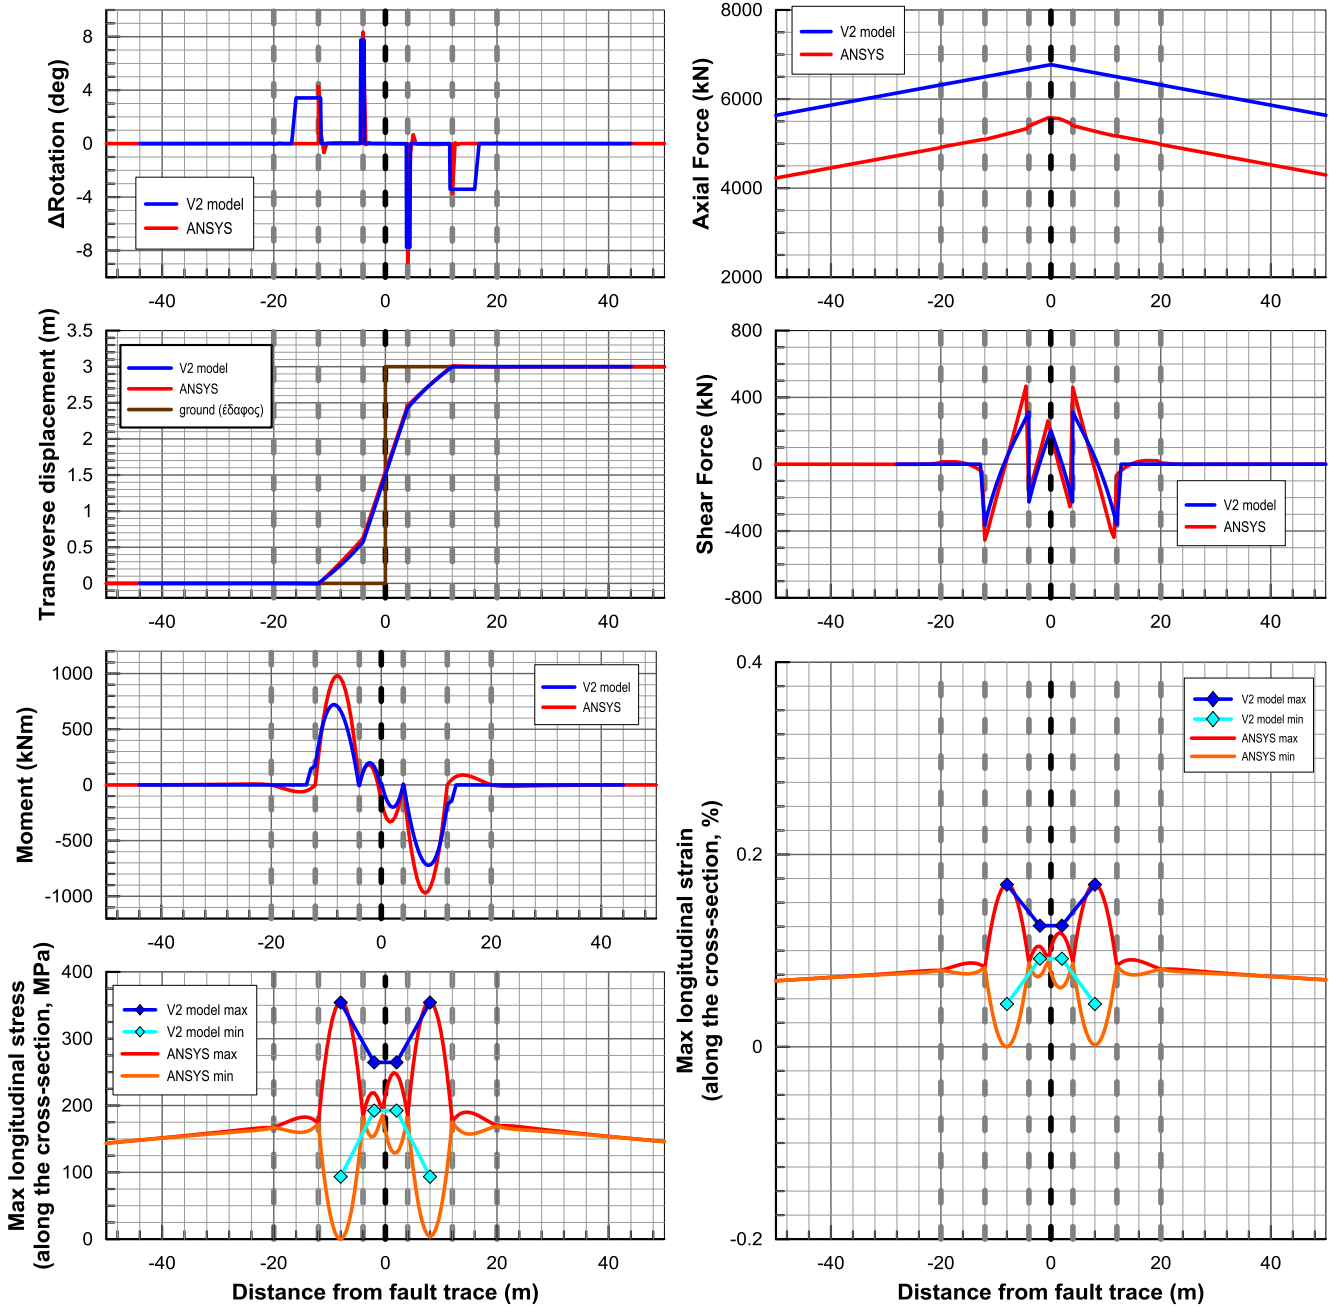 ΔRotation (deg)
8
4
0
-4
-8
V2 model
ANSYS
-40
-20
0
20
40
Axial Force (kN)
8000
6000
4000
2000
V2 model
ANSYS
-40
-20
0
20
40
Transverse displacement (m)
3.5
3
2.5
2
1.5
1
0.5
0
V2 model
ANSYS
ground (έδαφος)
-40
-20
0
20
40
Shear Force (kN)
800
400
0
-400
-800
V2 model
ANSYS
-40
-20
0
20
40
Moment (kNm)
1000
500
0
-500
-1000
V2 model
ANSYS
-40
-20
0
20
40
Max longitudinal stress
(along the cross-section, MPa)
400
300
200
100
0
V2 model max
V2 model min
ANSYS max
ANSYS min
-40
-20
0
20
40
Distance from fault trace (m)
Max longitudinal strain
(along the cross-section, %)
0.4
0.2
0
-0.2
V2 model max
V2 model min
ANSYS max
ANSYS min
-40
-20
0
20
40
Distance from fault trace (m)